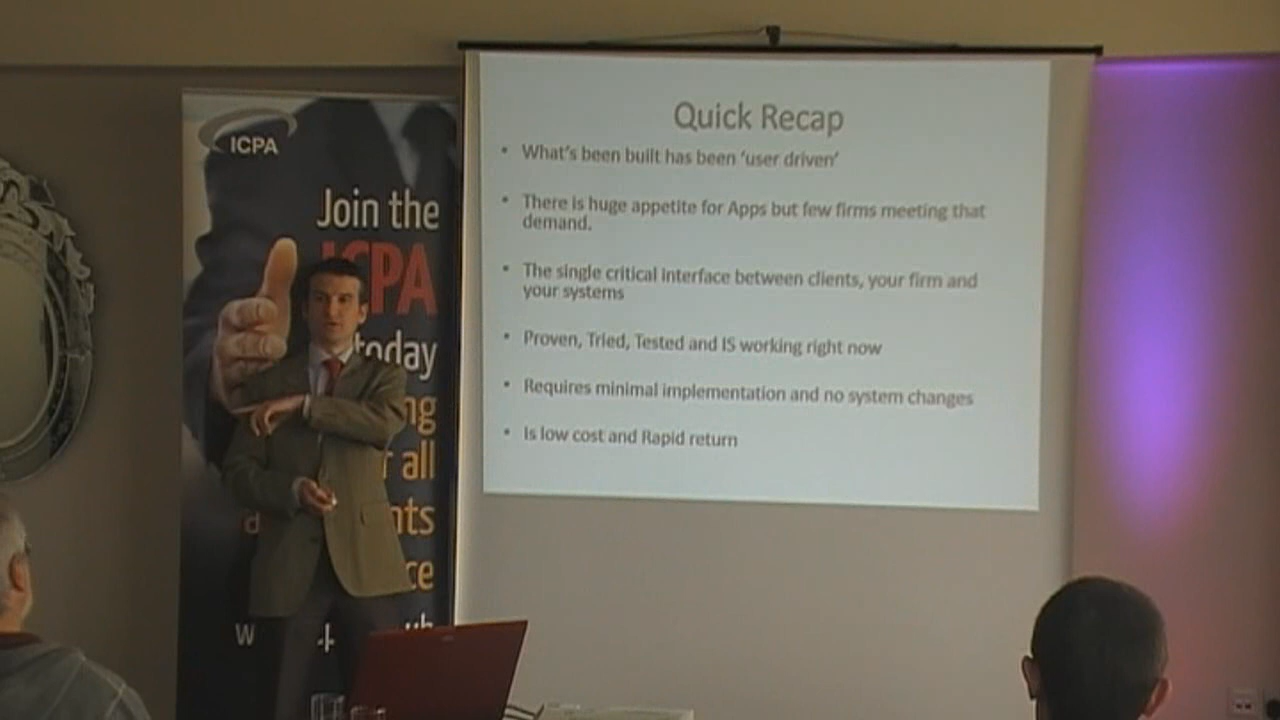 ICPA
Join the
ICPA
today
Quick Recap
• What's been built has been 'user driven'
• There is huge appetite for Apps but few firms meeting that
demand.
• The single critical interface between clients, your firm and
your systems
• Proven, Tried, Tested and IS working right now
• Requires minimal implementation and no system changes
• Is low cost and Rapid return